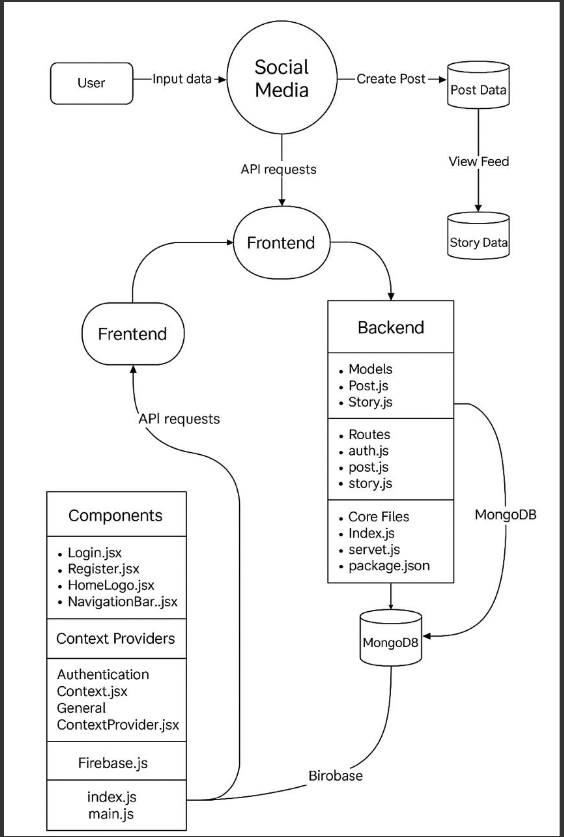 User
Input data
Social
Media
Create Post
Post Data
View Feed
Story Data
API requests
Frontend
Frentend
API requests
Backend
• Models
• Post.js
• Story.js
• Routes
• auth.js
• post.js
• story.js
• Core Files
• Index.js
• servet.js
• package.json
MongoDB
MongoD8
Birobase
Components
• Login.jsx
• Register.jsx
• HomeLogo.jsx
• NavigationBar..jsx
Context Providers
Authentication
Context.jsx
General
ContextProvider.jsx
Firebase.js
index.js
main.js